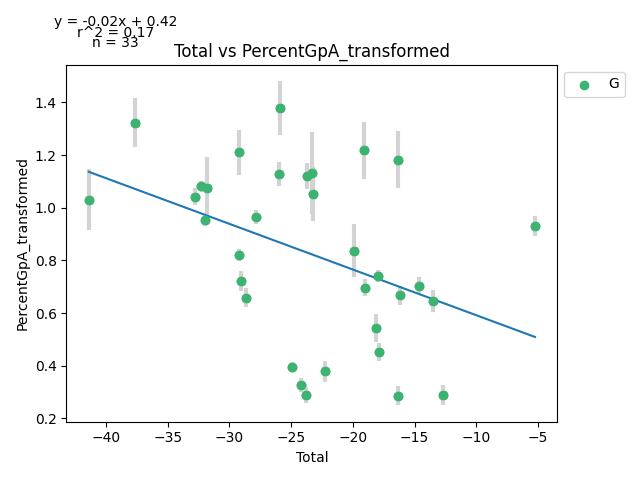 y = -0.02x + 0.42
r^2 = 0.17
n = 33
Total vs PercentGpA_transformed
G
PercentGpA_transformed
1.4
1.2
1.0
0.8
0.6
0.4
0.2
−40 −35 −30 −25 −20 −15 −10 −5
Total